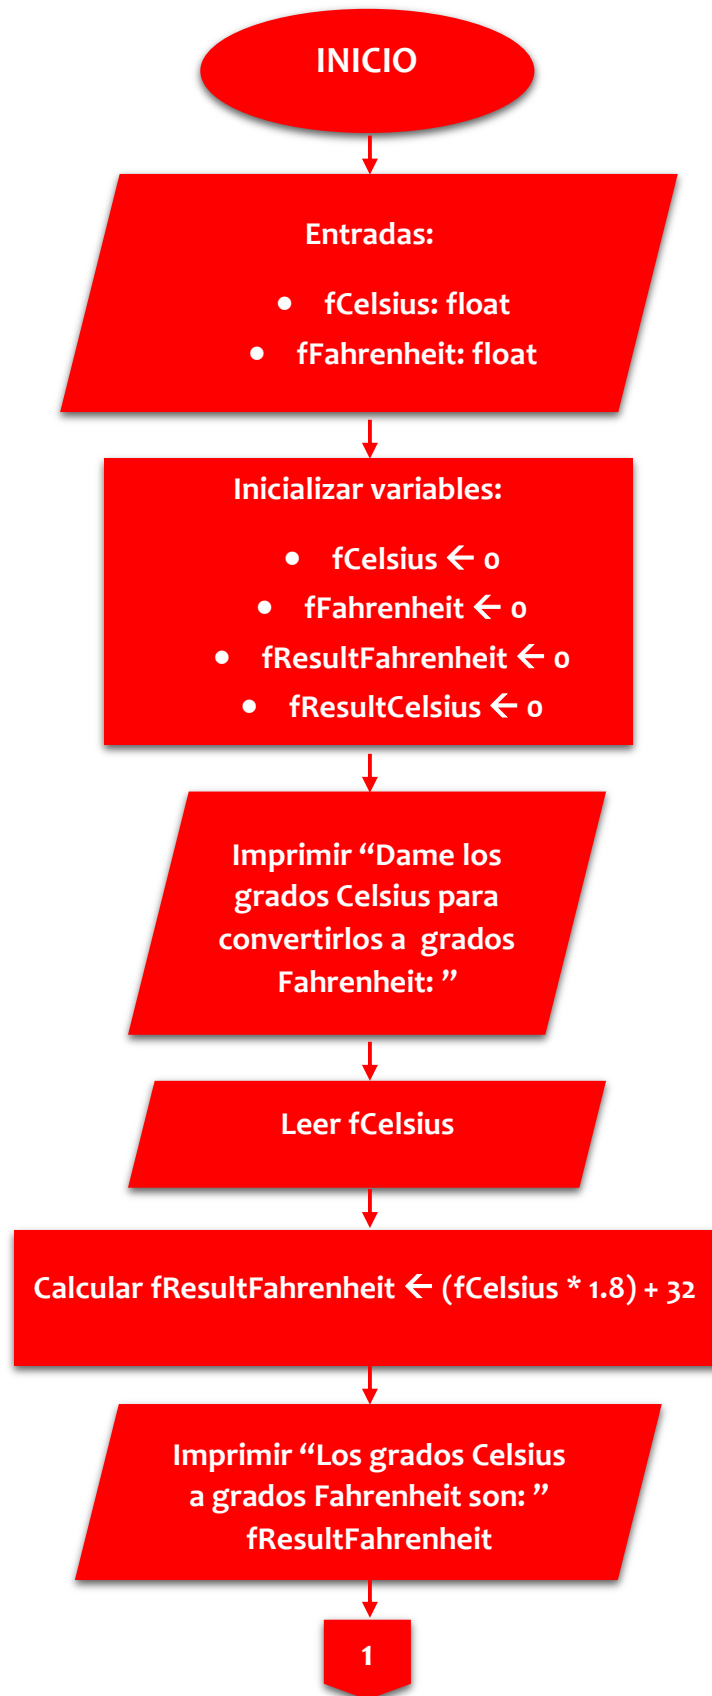 INICIO
Entradas:
• fCelsius: float
• fFahrenheit: float
Inicializar variables:
• fCelsius ← 0
• fFahrenheit ← 0
• fResultFahrenheit ← 0
• fResultCelsius ← 0
Imprimir “Dame los
grados Celsius para
convertirlos a  grados
Fahrenheit: ”
Leer fCelsius
Calcular fResultFahrenheit ← (fCelsius * 1.8) + 32
Imprimir “Los grados Celsius
a grados Fahrenheit son: ”
fResultFahrenheit
1